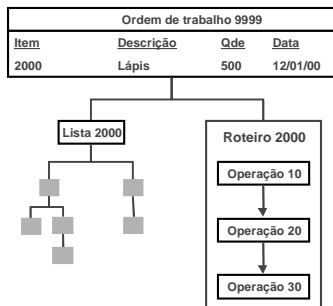 Ordem de trabalho 9999
Item Descrição Qde Data
2000 Lápis 500 12/01/00
Lista 2000
Roteiro 2000
Operação 10
Operação 20
Operação 30